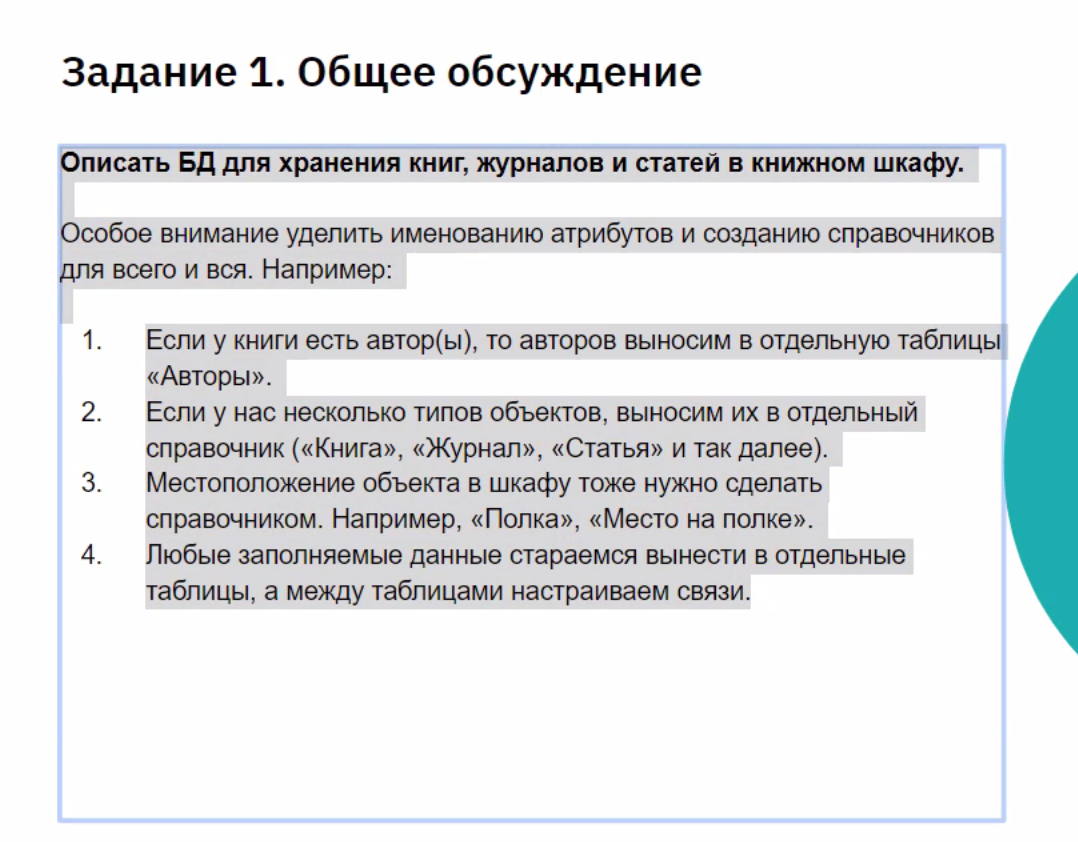 Задание 1. Общее обсуждение
Описать БД для хранения книг, журналов и статей в книжном шкафу.
Особое внимание уделить именованию атрибутов и созданию справочников
для всего и вся. Например:
1. Если у книги есть автор(ы), то авторов выносим в отдельную таблицы
«Авторы».
2. Если у нас несколько типов объектов, выносим их в отдельный
справочник («Книга», «Журнал», «Статья» и так далее).
3. Местоположение объекта в шкафу тоже нужно сделать
справочником. Например, «Полка», «Место на полке».
4. Любые заполняемые данные стараемся вынести в отдельные
таблицы, а между таблицами настраиваем связи.